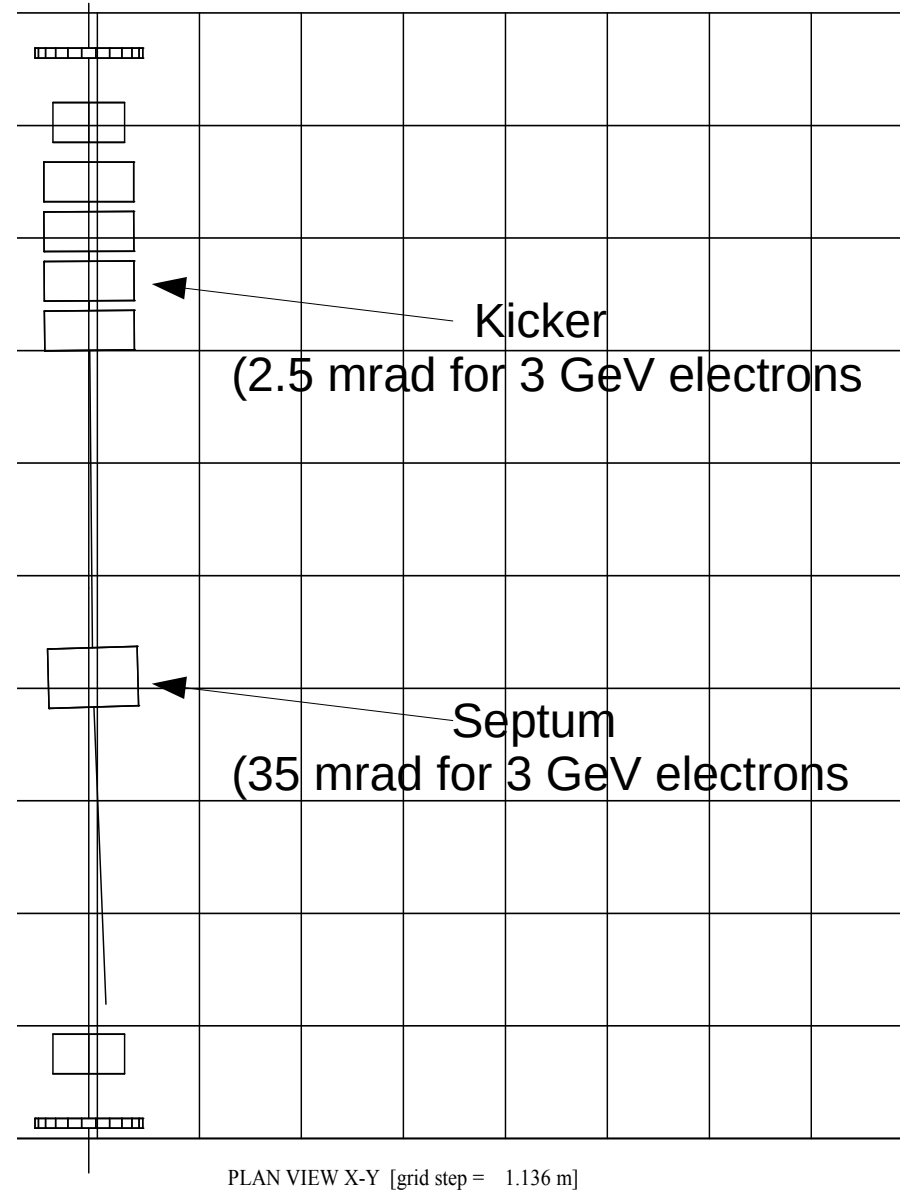 Kicker
(2.5 mrad for 3 GeV electrons
Septum
(35 mrad for 3 GeV electrons
PLAN VIEW X-Y [grid step = 1.136 m]